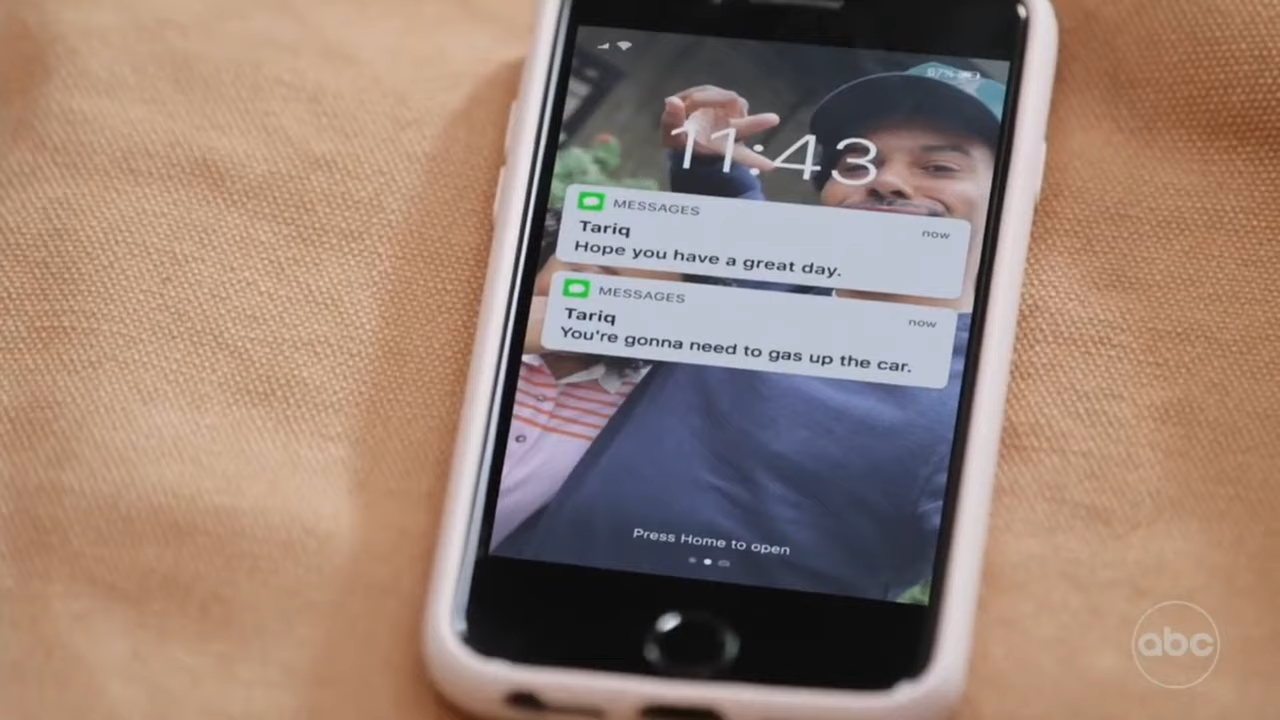 67%
11:43
MESSAGES
Tariq
now
Hope you have a great day.
MESSAGES
Tariq
now
You're gonna need to gas up the car.
Press Home to open
abc